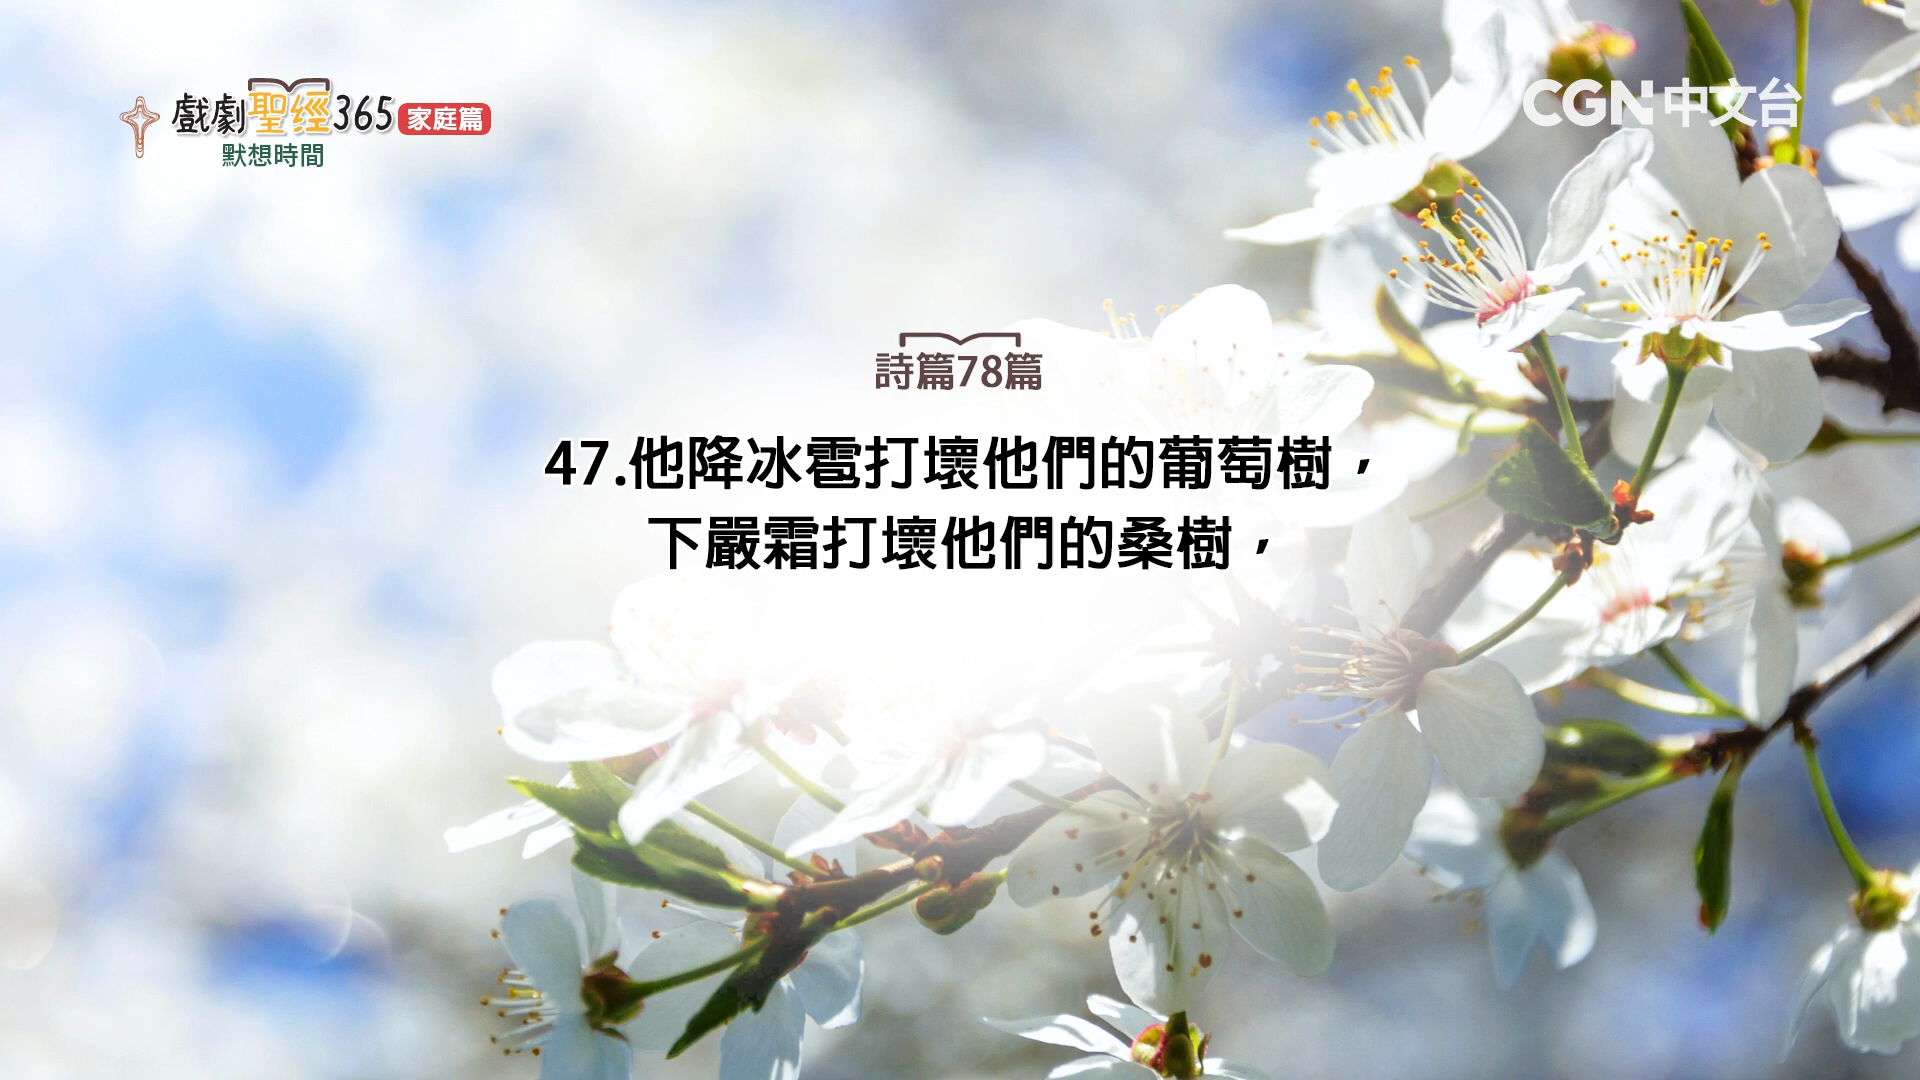 戲劇聖經365 家庭篇
默想時間
CGN中文台
詩篇78篇
47.他降冰雹打壞他們的葡萄樹，
下嚴霜打壞他們的桑樹，